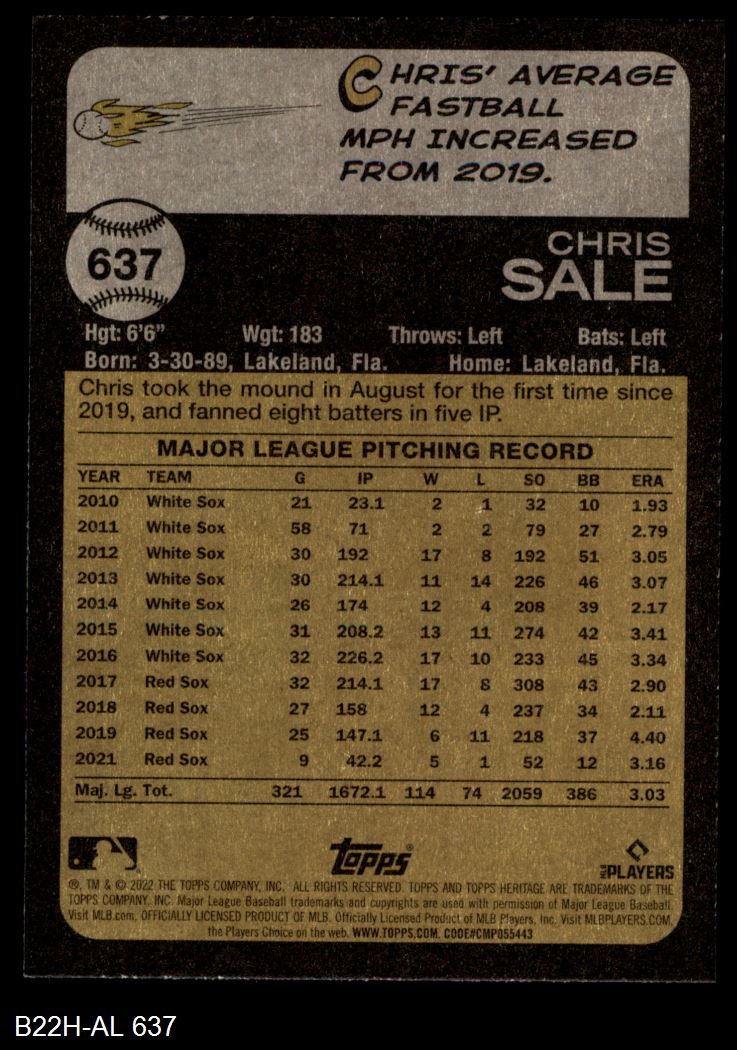 CHRIS' AVERAGE
FASTBALL
MPH INCREASED
FROM 2019.
637
CHRIS
SALE
Hgt: 6'6" Wgt: 183 Throws: Left Bats: Left
Born: 3-30-89, Lakeland, Fla. Home: Lakeland, Fla.
Chris took the mound in August for the first time since
2019, and fanned eight batters in five IP.
MAJOR LEAGUE PITCHING RECORD
YEAR TEAM G IP W L SO BB ERA
2010 White Sox 21 23.1 2 1 32 10 1.93
2011 White Sox 58 71 2 2 79 27 2.79
2012 White Sox 30 192 17 8 192 51 3.05
2013 White Sox 30 214.1 11 14 226 46 3.07
2014 White Sox 26 174 12 4 208 39 2.17
2015 White Sox 31 208.2 13 11 274 42 3.41
2016 White Sox 32 226.2 17 10 233 45 3.34
2017 Red Sox 32 214.1 17 8 308 43 2.90
2018 Red Sox 27 158 12 4 237 34 2.11
2019 Red Sox 25 147.1 6 11 218 37 4.40
2021 Red Sox 9 42.2 5 1 52 12 3.16
Maj. Lg. Tot. 321 1672.1 114 74 2059 386 3.03
Topps®
MLB PLAYERS
®, TM & © 2022 THE TOPPS COMPANY, INC. ALL RIGHTS RESERVED. TOPPS AND TOPPS HERITAGE ARE TRADEMARKS OF THE
TOPPS COMPANY, INC. Major League Baseball trademarks and copyrights are used with permission of Major League Baseball.
Visit MLB.com. OFFICIALLY LICENSED PRODUCT OF MLB. Officially Licensed Product of MLB Players, Inc. Visit MLBPLAYERS.COM,
the Players Choice on the web. WWW.TOPPS.COM. CODE#CMP055443
B22H-AL 637